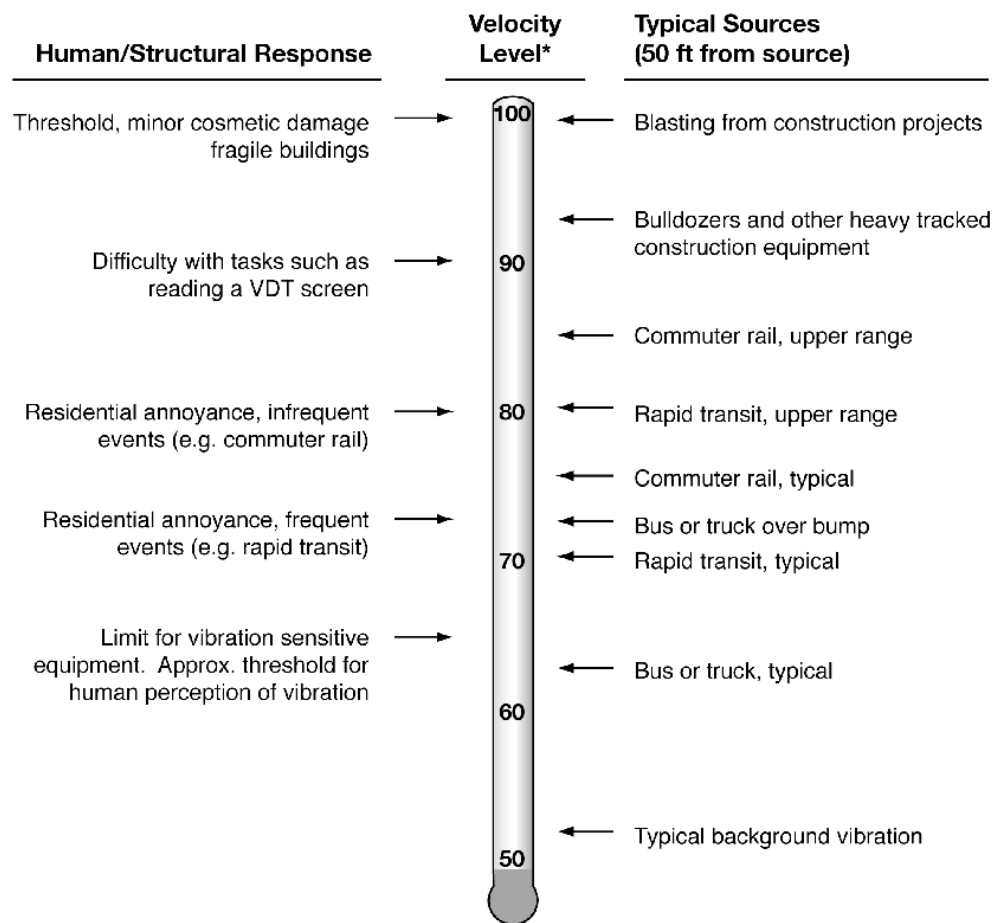 Human/Structural Response
Velocity
Level*
Typical Sources
(50 ft from source)
Threshold, minor cosmetic damage
fragile buildings
100
Blasting from construction projects
Bulldozers and other heavy tracked
construction equipment
Difficulty with tasks such as
reading a VDT screen
90
Commuter rail, upper range
Residential annoyance, infrequent
events (e.g. commuter rail)
80
Rapid transit, upper range
Commuter rail, typical
Residential annoyance, frequent
events (e.g. rapid transit)
Bus or truck over bump
70
Rapid transit, typical
Limit for vibration sensitive
equipment. Approx. threshold for
human perception of vibration
Bus or truck, typical
60
Typical background vibration
50